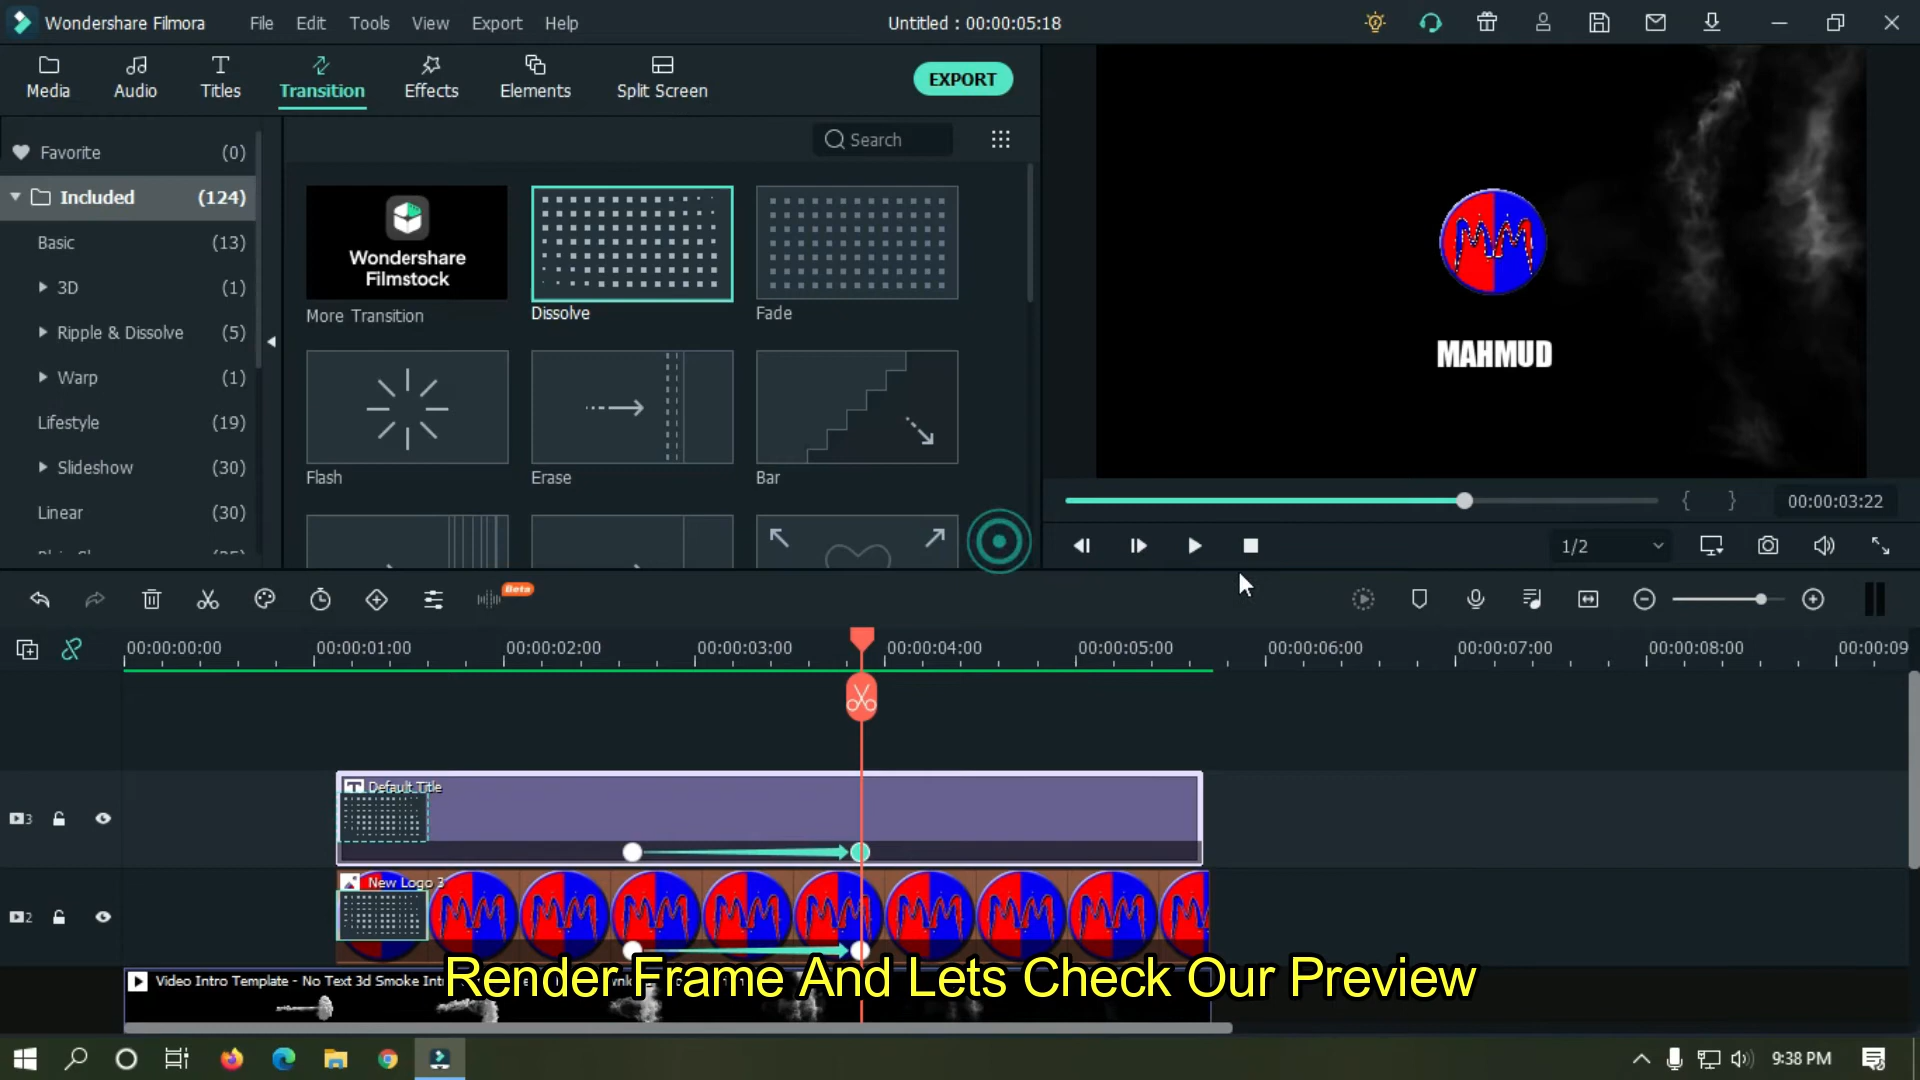 Wondershare Filmora File Edit Tools View Export Help Untitled : 00:00:05:18
Media Audio Titles Transition Effects Elements Split Screen EXPORT
Search
Favorite (0)
Included (124)
Basic (13)
3D (1)
Ripple & Dissolve (5)
Warp (1)
Lifestyle (19)
Slideshow (30)
Linear (30)
Wondershare
Filmstock
More Transition
Dissolve
Fade
Flash
Erase
Bar
MM
MAHMUD
{ } 00:00:03:22
1/2
Beta
00:00:00:00 00:00:01:00 00:00:02:00 00:00:03:00 00:00:04:00 00:00:05:00 00:00:06:00 00:00:07:00 00:00:08:00 00:00:09
3
Default Title
2
New Logo 3
Video Intro Template - No Text 3d Smoke Int
Render Frame And Lets Check Our Preview
9:38 PM